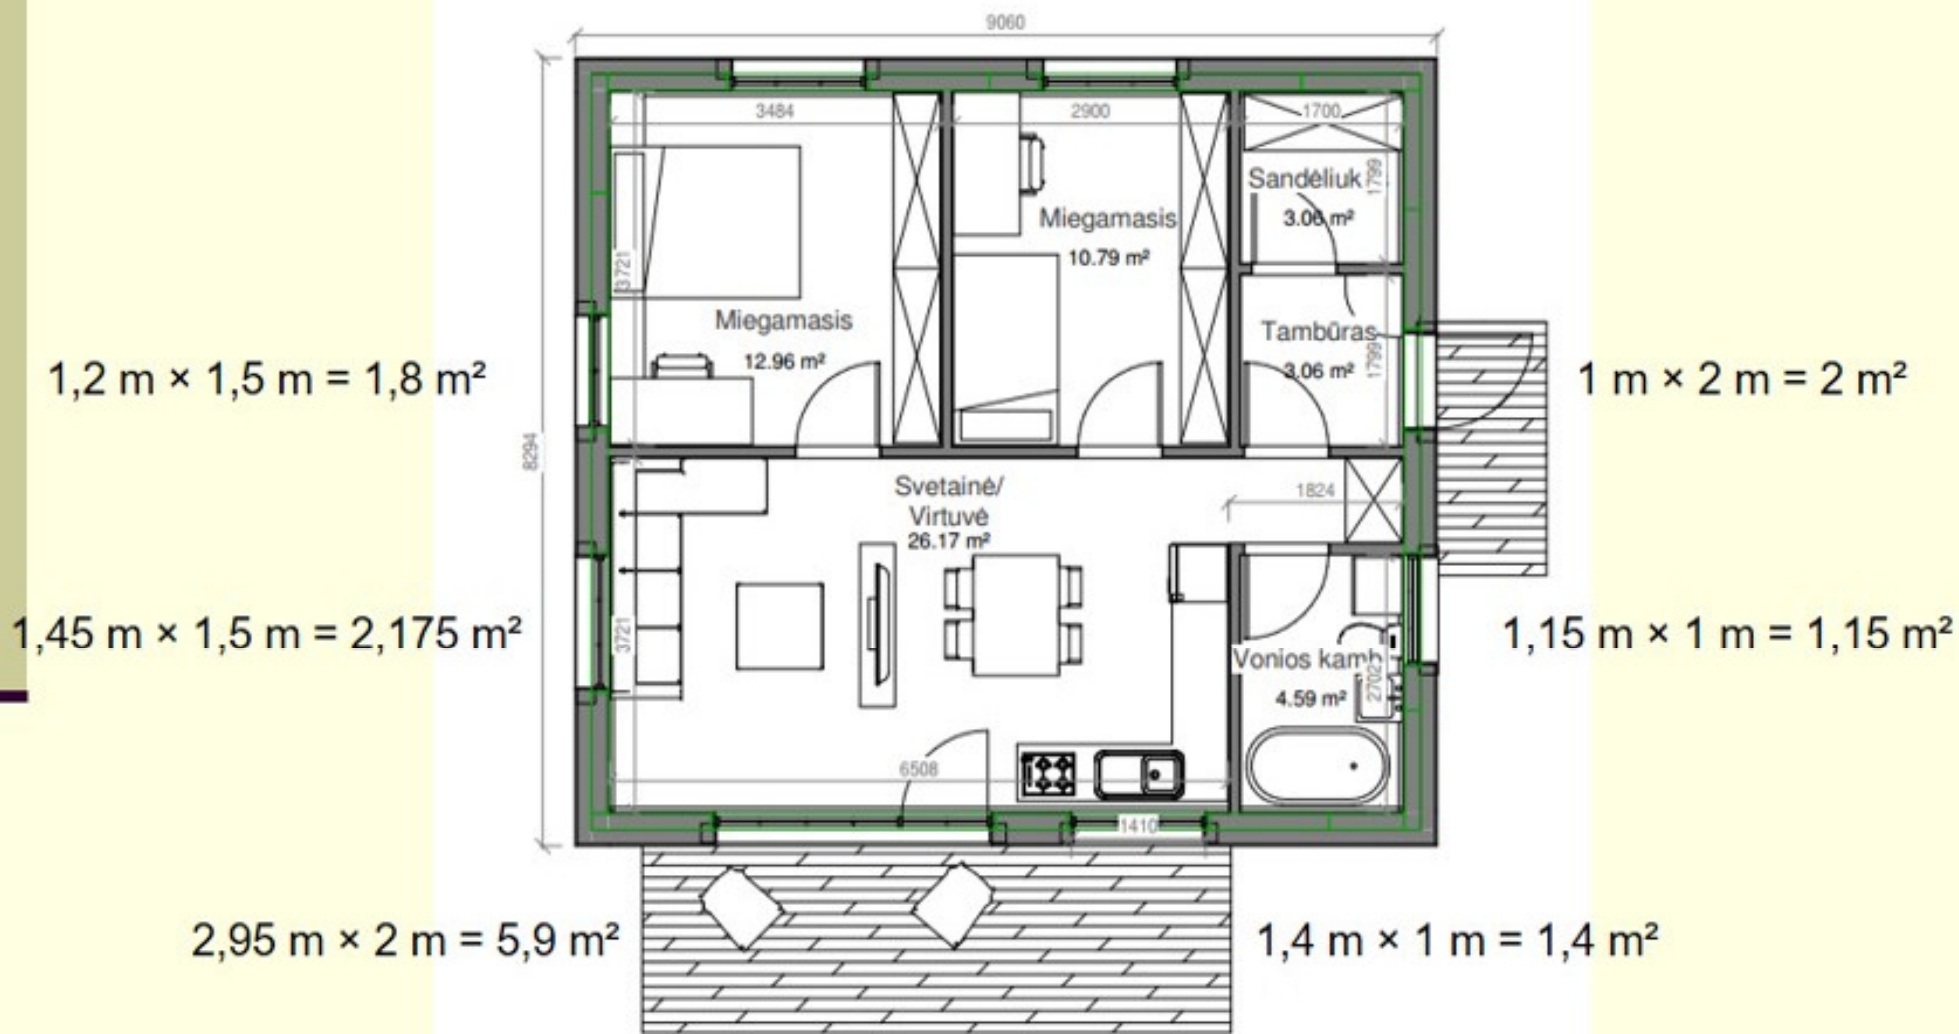 9060
3484
2900
1700
Sandėliuk
1799
3.06 m²
Miegamasis
10.79 m²
3721
Miegamasis
12.96 m²
Tambūras
1799
3.06 m²
1,2 m × 1,5 m = 1,8 m²
1 m × 2 m = 2 m²
8294
Svetainė/
Virtuvė
26.17 m²
1824
1,45 m × 1,5 m = 2,175 m²
3721
1,15 m × 1 m = 1,15 m²
Vonios kamb
2702
4.59 m²
6508
1410
2,95 m × 2 m = 5,9 m²
1,4 m × 1 m = 1,4 m²